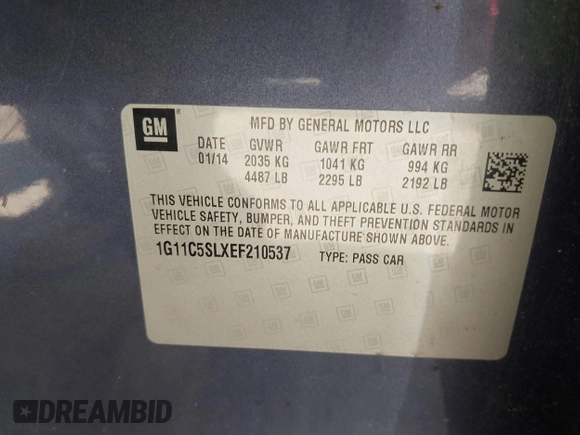 GM MFD BY GENERAL MOTORS LLC
DATE GVWR GAWR FRT GAWR RR
01/14 2035 KG 1041 KG 994 KG
4487 LB 2295 LB 2192 LB
THIS VEHICLE CONFORMS TO ALL APPLICABLE U.S. FEDERAL MOTOR
VEHICLE SAFETY, BUMPER, AND THEFT PREVENTION STANDARDS IN
EFFECT ON THE DATE OF MANUFACTURE SHOWN ABOVE.
1G11C5SLXEF210537 TYPE: PASS CAR
DREAMBID